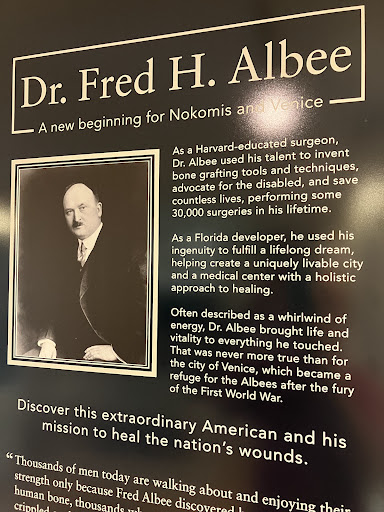 Dr. Fred H. Albee
A new beginning for Nokomis and Venice
As a Harvard-educated surgeon,
Dr. Albee used his talent to invent
bone grafting tools and techniques,
advocate for the disabled, and save
countless lives, performing some
30,000 surgeries in his lifetime.
As a Florida developer, he used his
ingenuity to fulfill a lifelong dream,
helping create a uniquely livable city
and a medical center with a holistic
approach to healing.
Often described as a whirlwind of
energy, Dr. Albee brought life and
vitality to everything he touched.
That was never more true than for
the city of Venice, which became a
refuge for the Albees after the fury
of the First World War.
Discover this extraordinary American and his
mission to heal the nation's wounds.
“Thousands of men today are walking about and enjoying their
strength only because Fred Albee discovered
human bone, thousands
crippled